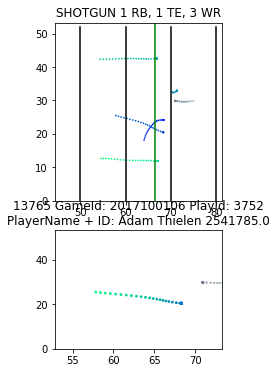 SHOTGUN 1 RB, 1 TE, 3 WR
50
40
30
20
10
0
50 60 70 80
13765 GameId: 2017100106 PlayId: 3752
PlayerName + ID: Adam Thielen 2541785.0
40
20
0
55 60 65 70